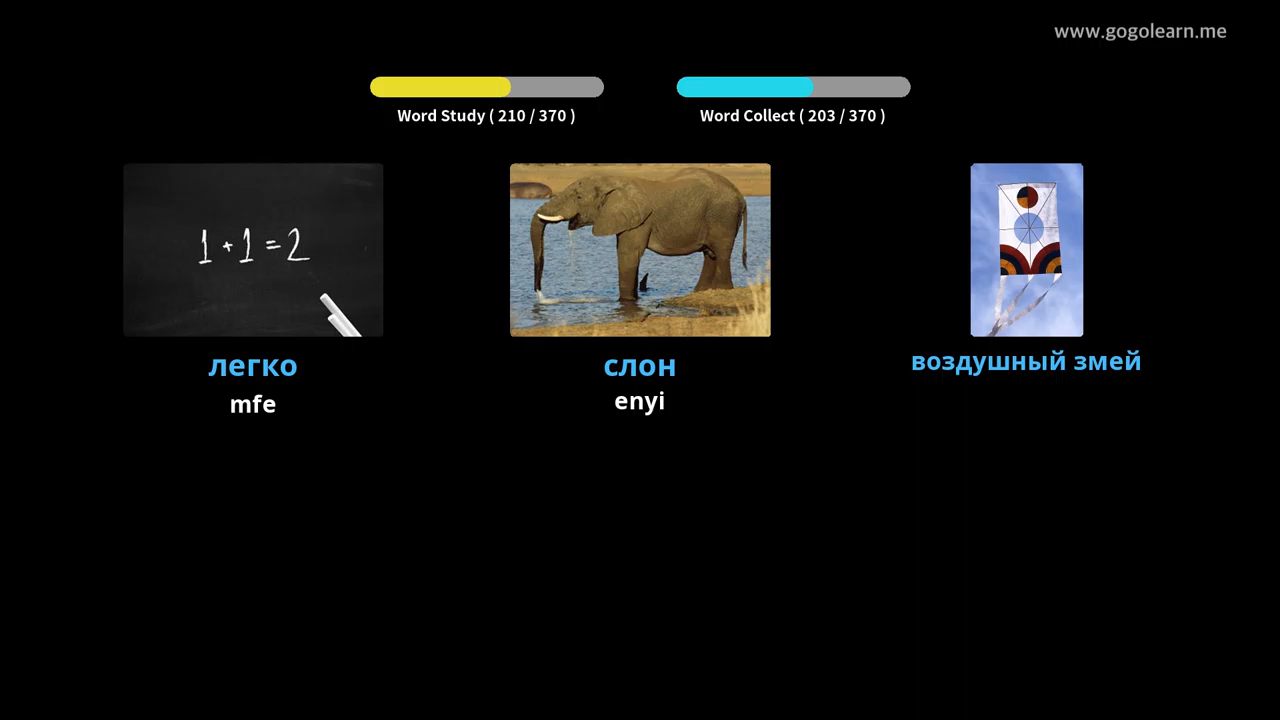 www.gogolearn.me
Word Study ( 210 / 370 )
Word Collect ( 203 / 370 )
1 + 1 = 2
легко
mfe
слон
enyi
воздушный змей